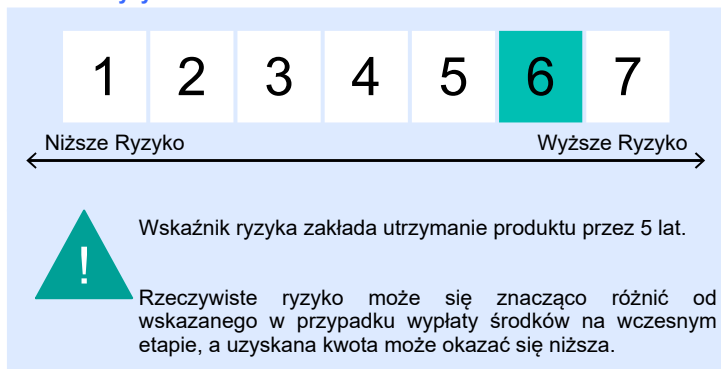 1 2 3 4 5 6 7
Niższe Ryzyko Wyższe Ryzyko
!
Wskaźnik ryzyka zakłada utrzymanie produktu przez 5 lat.
Rzeczywiste ryzyko może się znacząco różnić od
wskazanego w przypadku wypłaty środków na wczesnym
etapie, a uzyskana kwota może okazać się niższa.